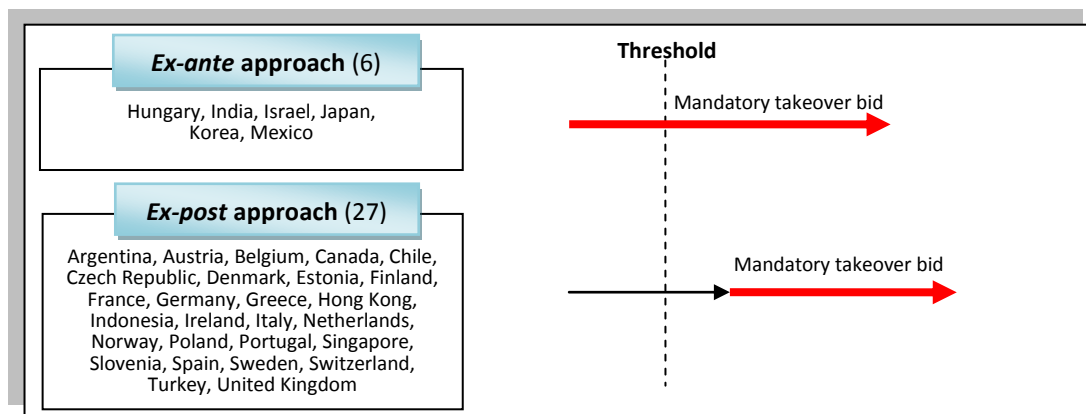 Ex-ante approach (6)
Hungary, India, Israel, Japan,
Korea, Mexico
Threshold
Mandatory takeover bid
Ex-post approach (27)
Argentina, Austria, Belgium, Canada, Chile,
Czech Republic, Denmark, Estonia, Finland,
France, Germany, Greece, Hong Kong,
Indonesia, Ireland, Italy, Netherlands,
Norway, Poland, Portugal, Singapore,
Slovenia, Spain, Sweden, Switzerland,
Turkey, United Kingdom
Mandatory takeover bid